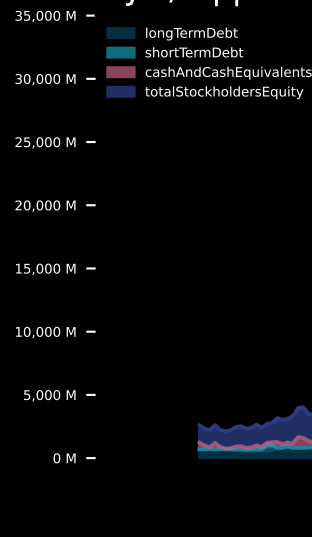 35,000 M
longTermDebt
shortTermDebt
30,000 M
cashAndCashEquivalents
totalStockholdersEquity
25,000 M
20,000 M
15,000 M
10,000 M
5,000 M
0 M